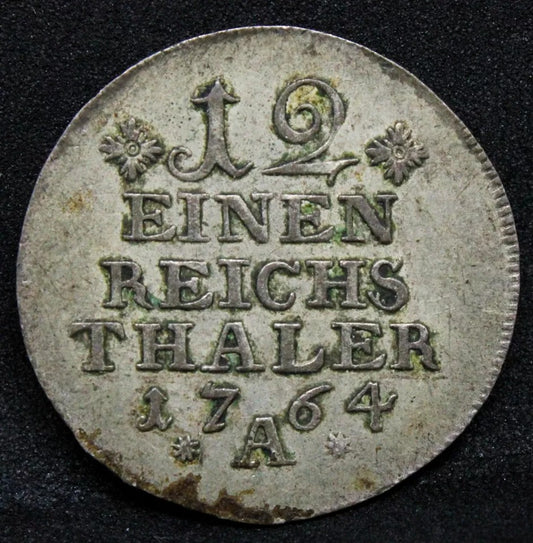 12
EINEN
REICHS
THALER
1764
A